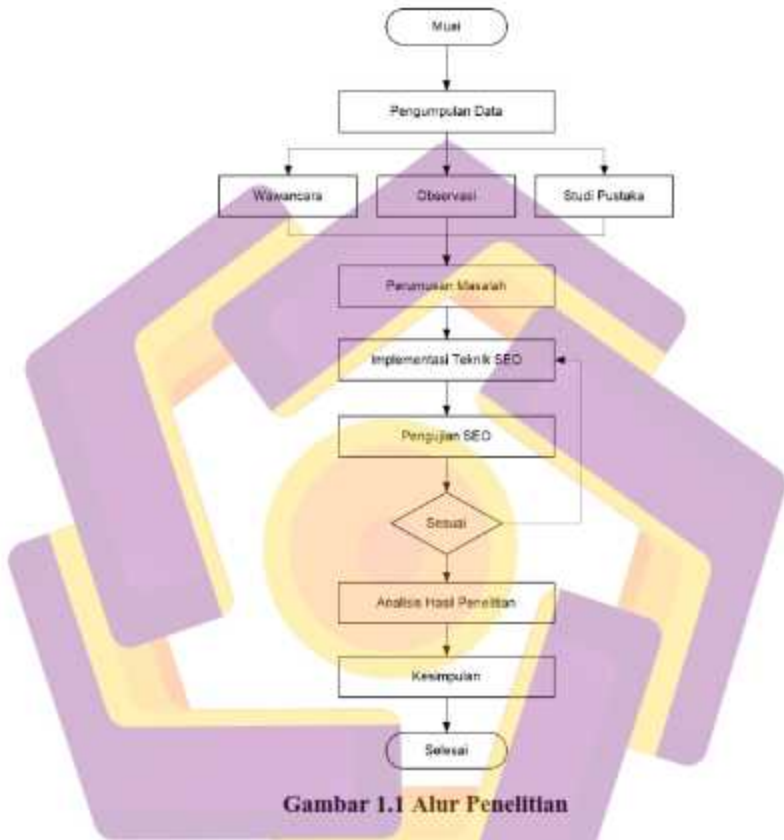 Muai
Pengumpulan Data
Wawancara Observasi Studi Pustaka
Perumusan Masalah
Implementasi Teknik SEO
Pengujian SEO
Sesuai
Analisis Hasil Penelitian
Kesimpulan
Selesai
Gambar 1.1 Alur Penelitian